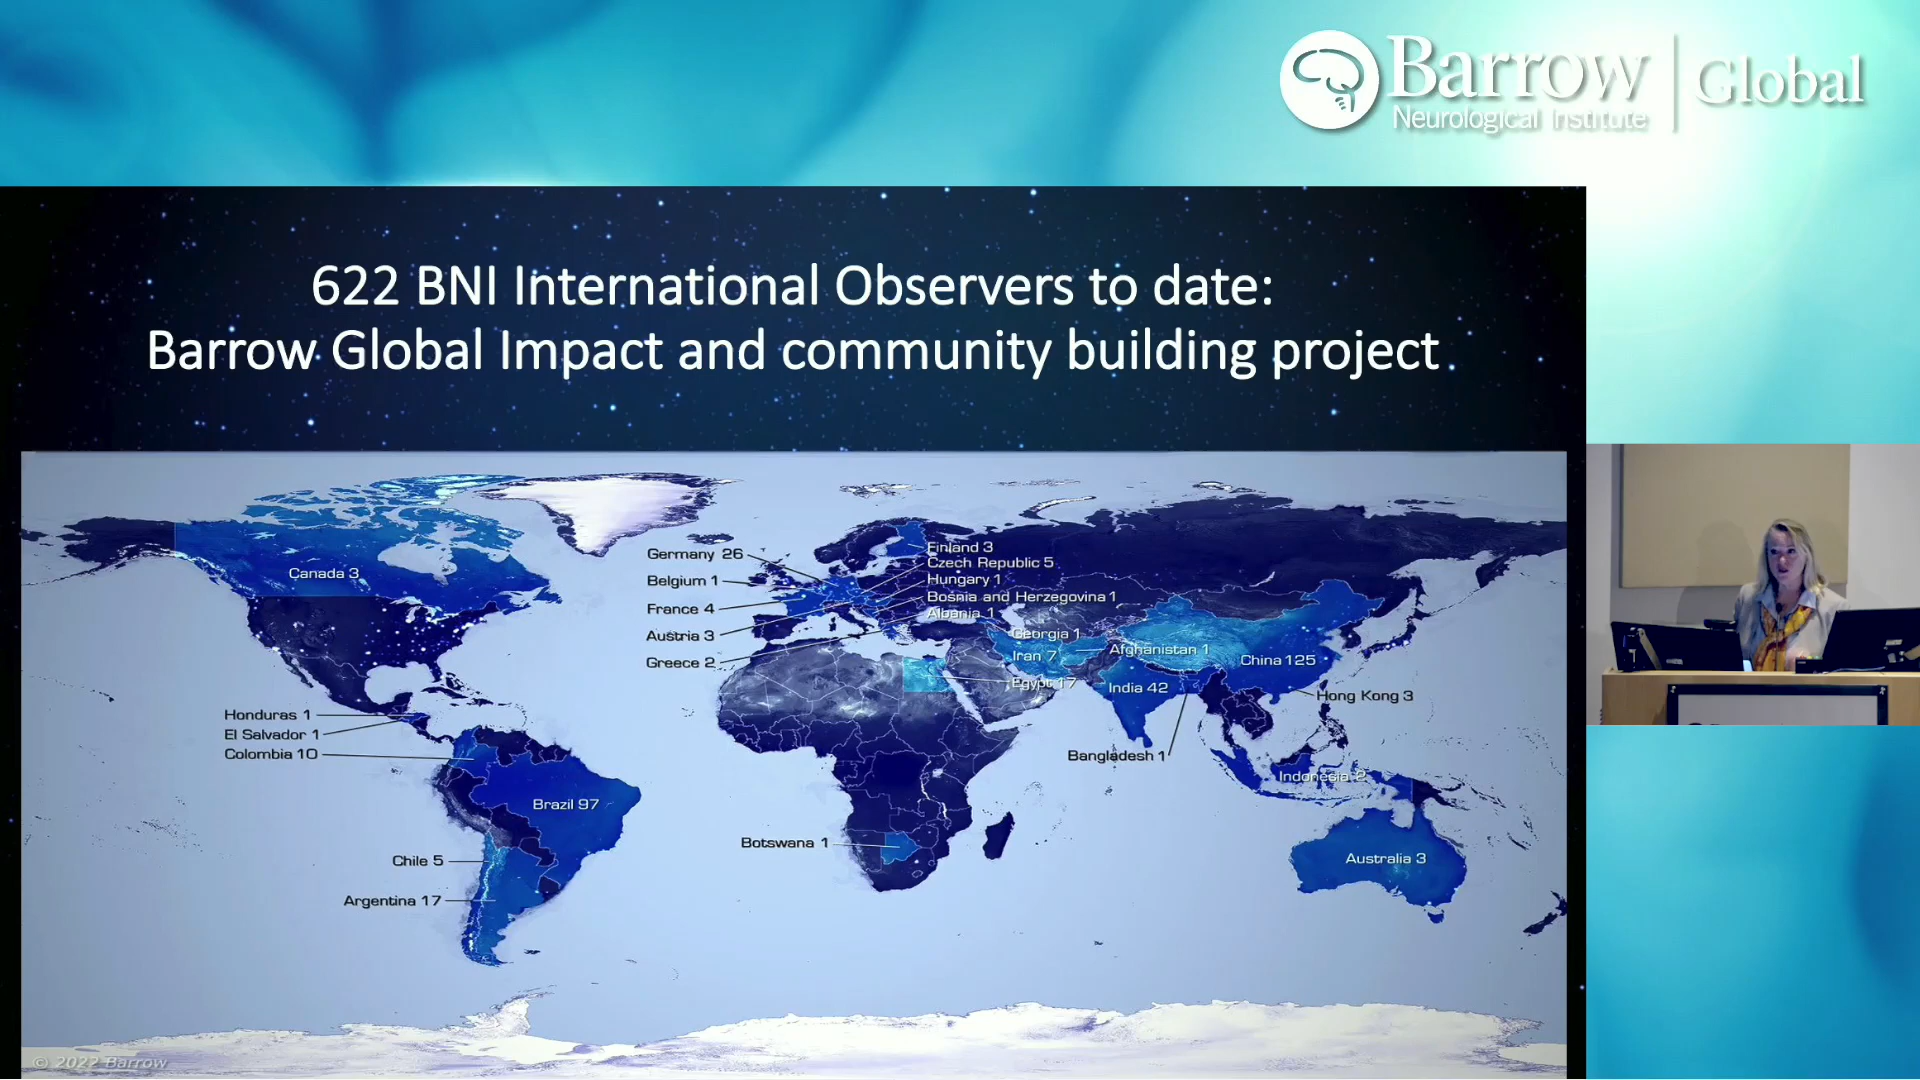 Barrow
Neurological Institute
Global
622 BNI International Observers to date:
Barrow Global Impact and community building project
Canada 3
Germany 26
Belgium 1
France 4
Austria 3
Greece 2
Finland 3
Czech Republic 5
Hungary 1
Bosnia and Herzegovina 1
Albania 1
Georgia 1
Iran 7
Afghanistan 1
Egypt 17
China 125
India 42
Hong Kong 3
Bangladesh 1
Indonesia 2
Honduras 1
El Salvador 1
Colombia 10
Brazil 97
Chile 5
Argentina 17
Botswana 1
Australia 3
© 2022 Barrow